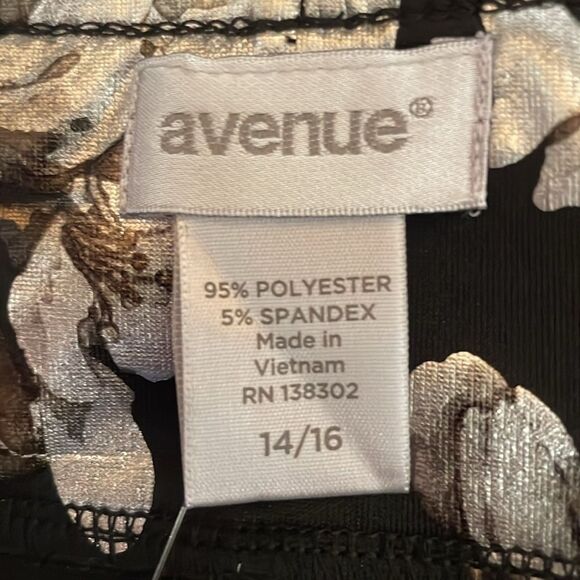 avenue®
95% POLYESTER
5% SPANDEX
Made in
Vietnam
RN 138302
14/16